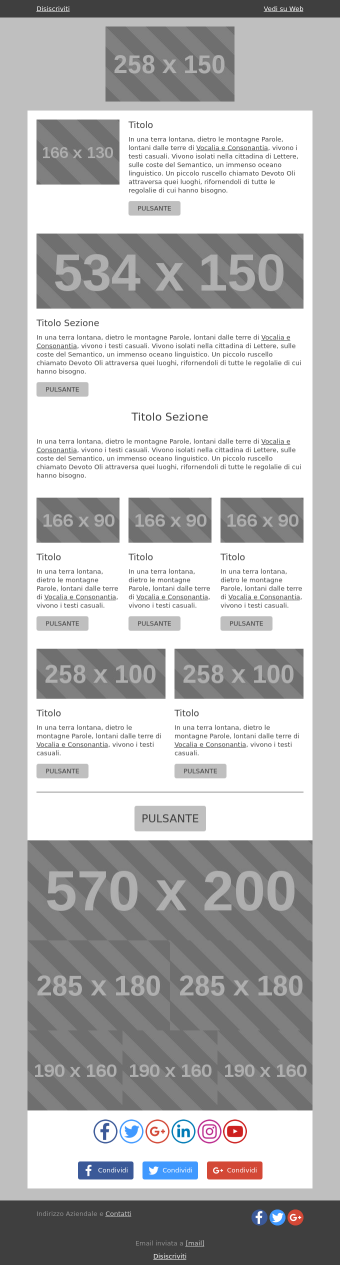 Disiscriviti
Vedi su Web
258 x 150
166 x 130
Titolo
In una terra lontana, dietro le montagne Parole,
lontani dalle terre di Vocalia e Consonantia, vivono i
testi casuali. Vivono isolati nella cittadina di Lettere,
sulle coste del Semantico, un immenso oceano
linguistico. Un piccolo ruscello chiamato Devoto Oli
attraversa quei luoghi, rifornendoli di tutte le
regolalie di cui hanno bisogno.
PULSANTE
534 x 150
Titolo Sezione
In una terra lontana, dietro le montagne Parole, lontani dalle terre di Vocalia e
Consonantia, vivono i testi casuali. Vivono isolati nella cittadina di Lettere, sulle
coste del Semantico, un immenso oceano linguistico. Un piccolo ruscello
chiamato Devoto Oli attraversa quei luoghi, rifornendoli di tutte le regolalie di cui
hanno bisogno.
PULSANTE
Titolo Sezione
In una terra lontana, dietro le montagne Parole, lontani dalle terre di Vocalia e
Consonantia, vivono i testi casuali. Vivono isolati nella cittadina di Lettere, sulle
coste del Semantico, un immenso oceano linguistico. Un piccolo ruscello
chiamato Devoto Oli attraversa quei luoghi, rifornendoli di tutte le regolalie di cui
hanno bisogno.
166 x 90
Titolo
In una terra lontana,
dietro le montagne
Parole, lontani dalle terre
di Vocalia e Consonantia,
vivono i testi casuali.
PULSANTE
166 x 90
Titolo
In una terra lontana,
dietro le montagne
Parole, lontani dalle terre
di Vocalia e Consonantia,
vivono i testi casuali.
PULSANTE
166 x 90
Titolo
In una terra lontana,
dietro le montagne
Parole, lontani dalle terre
di Vocalia e Consonantia,
vivono i testi casuali.
PULSANTE
258 x 100
Titolo
In una terra lontana, dietro le
montagne Parole, lontani dalle terre di
Vocalia e Consonantia, vivono i testi
casuali.
PULSANTE
258 x 100
Titolo
In una terra lontana, dietro le
montagne Parole, lontani dalle terre di
Vocalia e Consonantia, vivono i testi
casuali.
PULSANTE
PULSANTE
570 x 200
285 x 180
285 x 180
190 x 160
190 x 160
190 x 160
Condividi
Condividi
Condividi
Indirizzo Aziendale e Contatti
Email inviata a [mail]
Disiscriviti